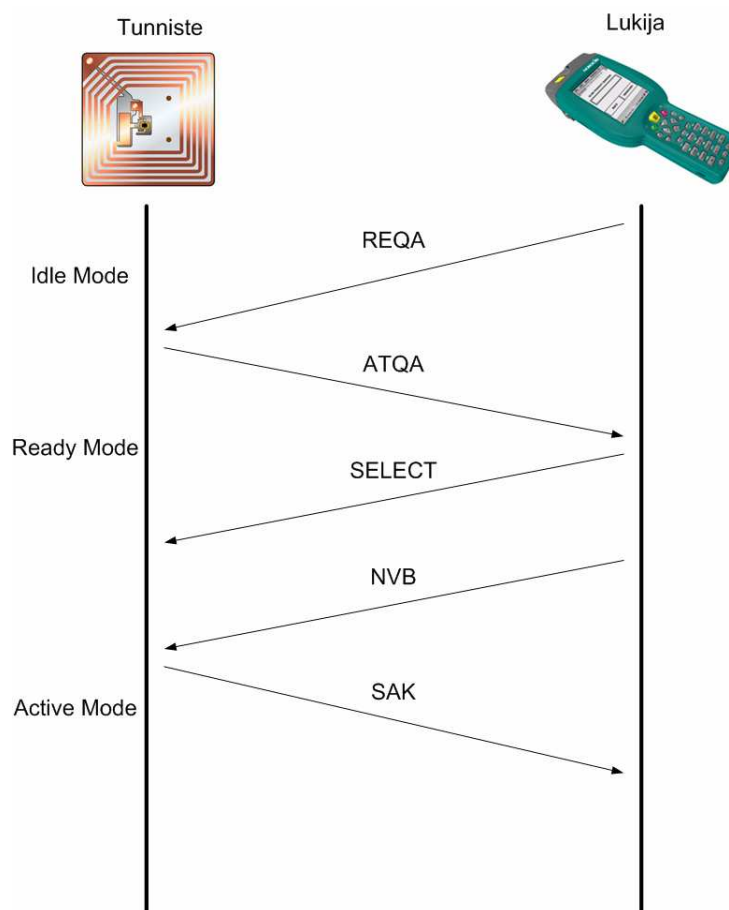 Tunniste
Lukija
REQA
Idle Mode
ATQA
Ready Mode
SELECT
NVB
SAK
Active Mode